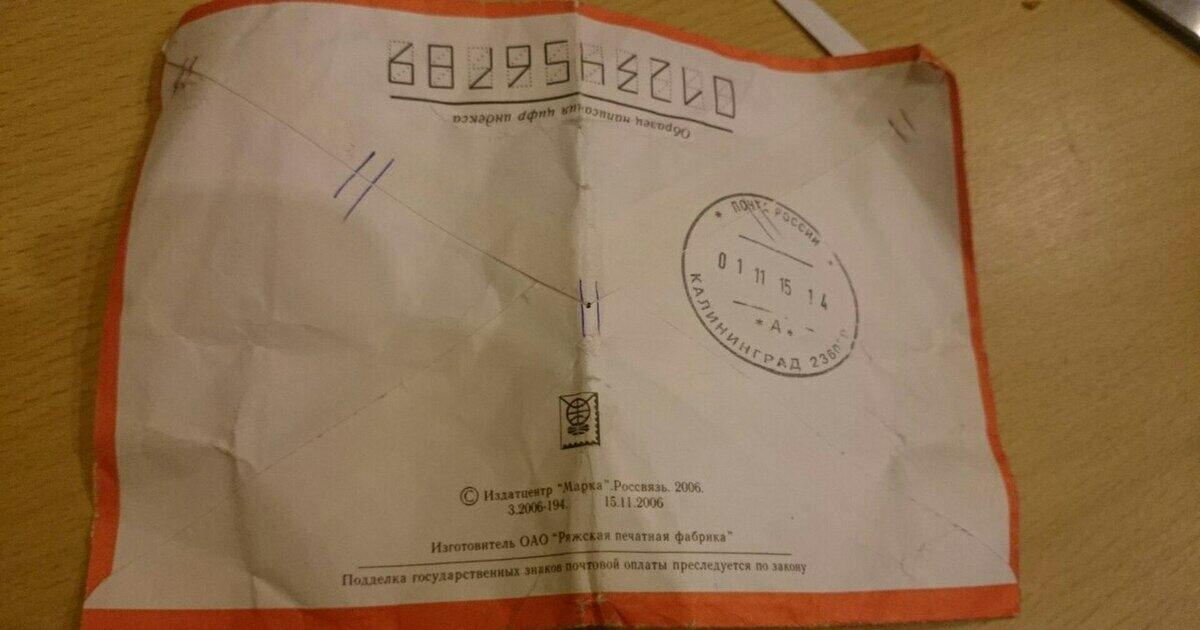 0123456789
Образец написания цифр индекса
* ПОЧТА РОССИИ *
01 11 15 14
* А *
КАЛИНИНГРАД
© Издатцентр "Марка".Россвязь. 2006.
3.2006-194. 15.11.2006
Изготовитель ОАО "Ряжская печатная фабрика"
Подделка государственных знаков почтовой оплаты преследуется по закону